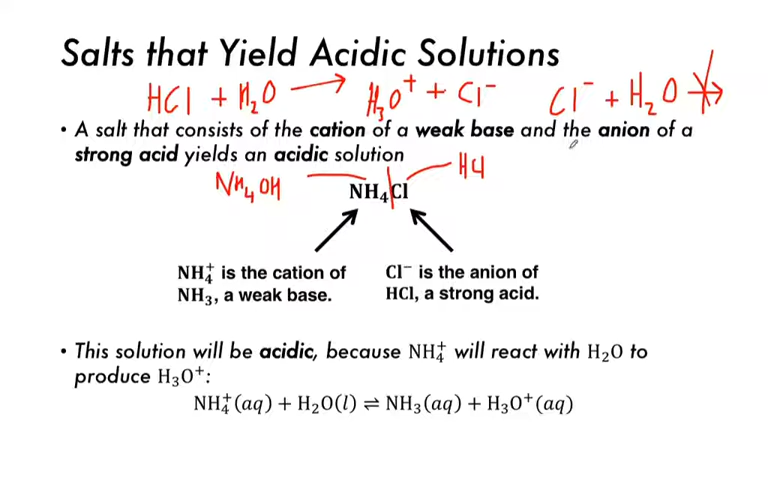 Salts that Yield Acidic Solutions
HCl + H₂O ⟶ H₃O⁺ + Cl⁻ Cl⁻ + H₂O ↛
• A salt that consists of the cation of a weak base and the anion of a
strong acid yields an acidic solution
NH₄OH NH₄Cl HCl
NH₄⁺ is the cation of
NH₃, a weak base.
Cl⁻ is the anion of
HCl, a strong acid.
• This solution will be acidic, because NH₄⁺ will react with H₂O to
produce H₃O⁺:
NH₄⁺(aq) + H₂O(l) ⇌ NH₃(aq) + H₃O⁺(aq)